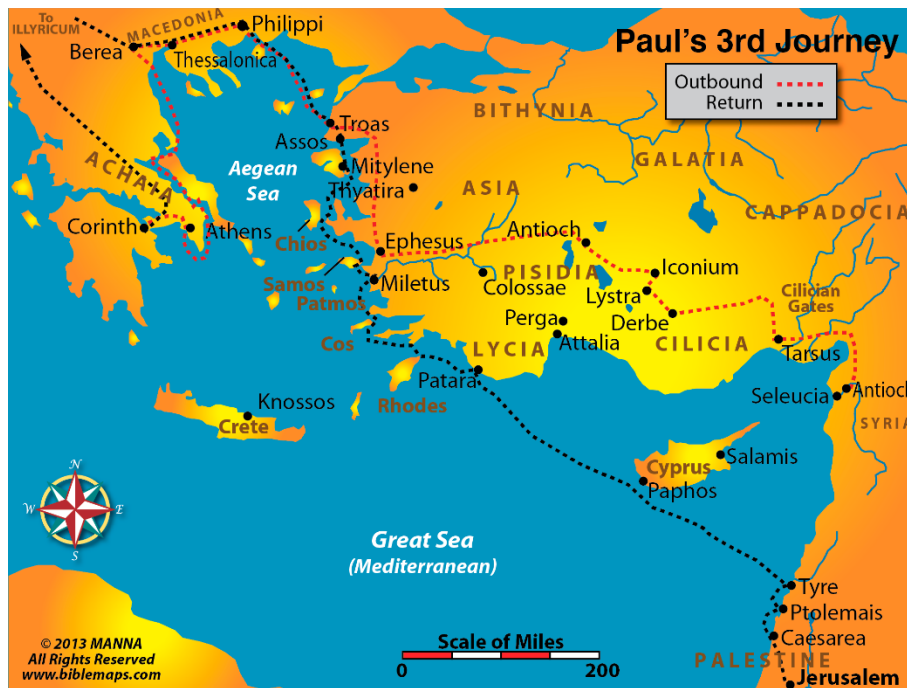 To
ILLYRICUM
MACEDONIA
Philippi
Berea
Thessalonica
Paul's 3rd Journey
Outbound
Return
BITHYNIA
Troas
Assos
Mitylene
Thyatira
ACHAIA
Aegean
Sea
ASIA
GALATIA
CAPPADOCIA
Corinth
Athens
Chios
Ephesus
Antioch
Iconium
Samos
Patmos
Miletus
PISIDIA
Colossae
Lystra
Cilician
Gates
Derbe
Perga
Attalia
Cos
LYCIA
CILICIA
Tarsus
Patara
Rhodes
Knossos
Crete
Seleucia
Antioch
SYRIA
Salamis
Cyprus
Paphos
N
W
E
S
Great Sea
(Mediterranean)
Tyre
Ptolemais
Caesarea
PALESTINE
Jerusalem
© 2013 MANNA
All Rights Reserved
www.biblemaps.com
Scale of Miles
0
200